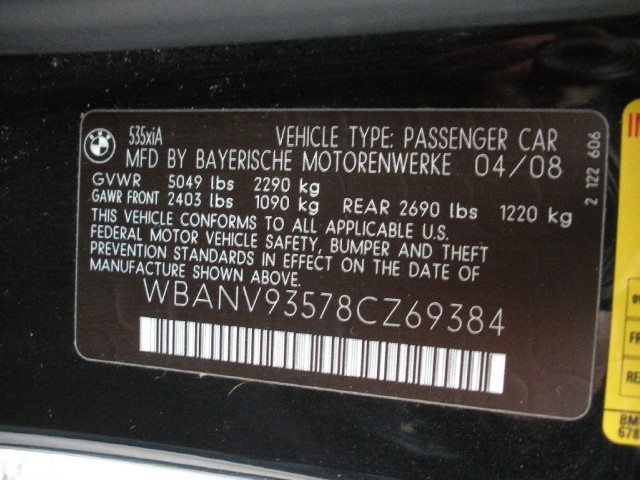 BMW
535xiA
VEHICLE TYPE: PASSENGER CAR
MFD BY BAYERISCHE MOTORENWERKE 04/08
GVWR 5049 lbs 2290 kg
GAWR FRONT 2403 lbs 1090 kg REAR 2690 lbs 1220 kg
THIS VEHICLE CONFORMS TO ALL APPLICABLE U.S.
FEDERAL MOTOR VEHICLE SAFETY, BUMPER AND THEFT
PREVENTION STANDARDS IN EFFECT ON THE DATE OF
MANUFACTURE SHOWN ABOVE.
WBANV93578CZ69384
2 122 606